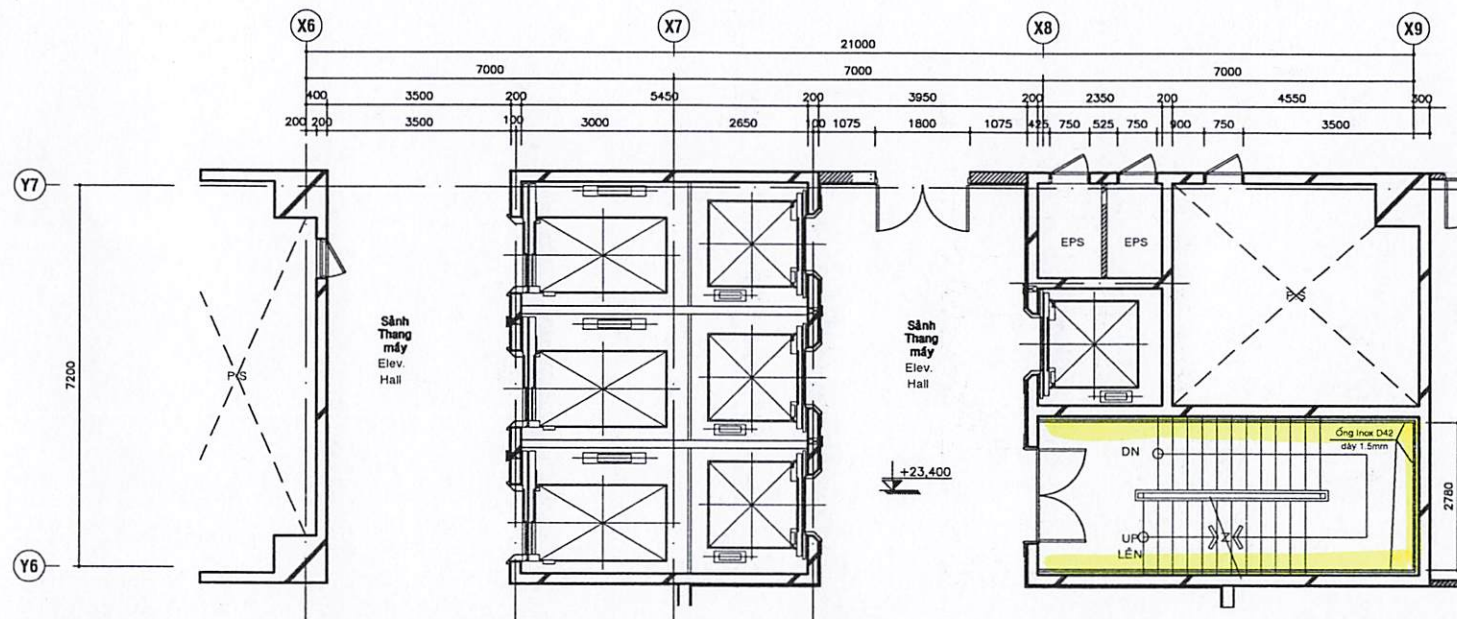 X6
X7
X8
X9
21000
7000
7000
7000
400
3500
200
5450
200
3950
200
2350
200
4550
300
200
200
3500
100
3000
2650
100
1075
1800
1075
425
750
525
750
900
750
3500
Y7
EPS
EPS
Sảnh
Thang
máy
Elev.
Hall
Sảnh
Thang
máy
Elev.
Hall
7200
+23,400
DN
Ống Inox D42
dày 1.5mm
2780
UP
LÊN
Y6